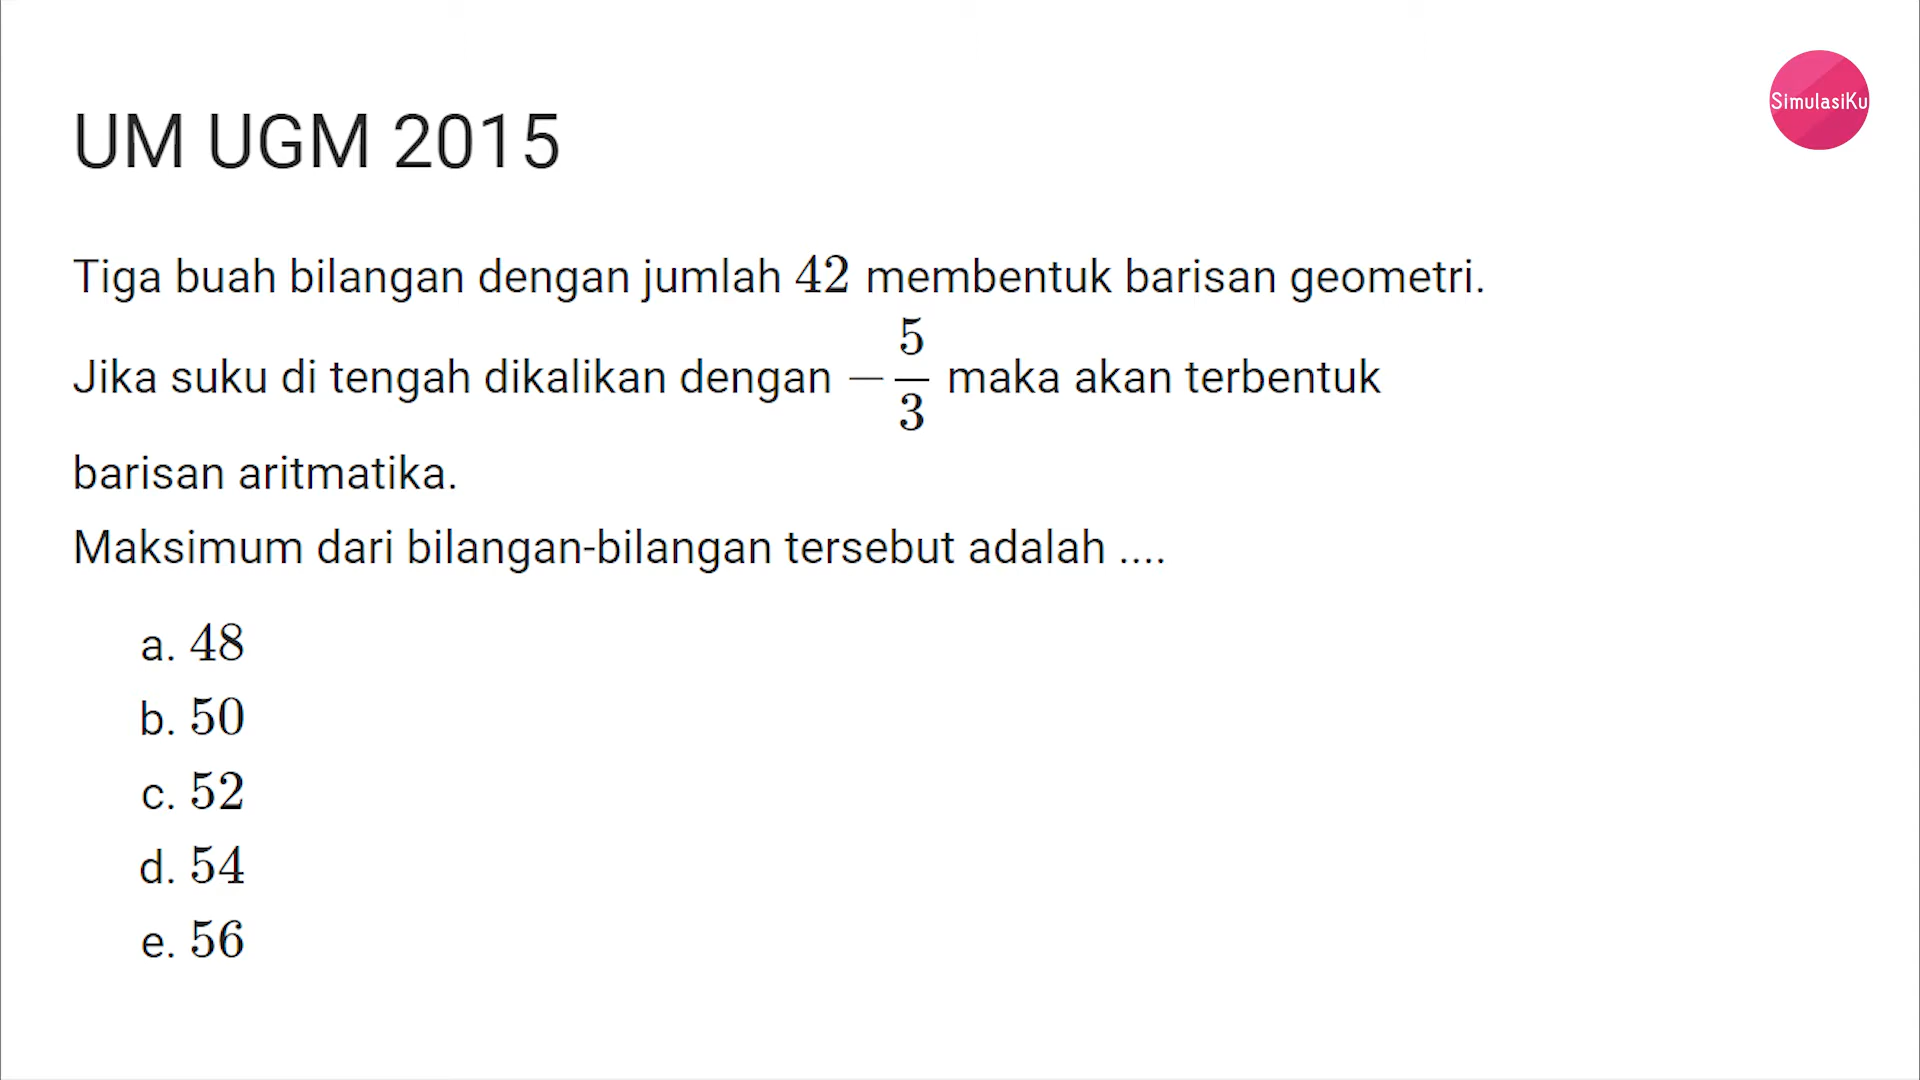 SimulasiKu
UM UGM 2015
Tiga buah bilangan dengan jumlah 42 membentuk barisan geometri.
Jika suku di tengah dikalikan dengan −5/3 maka akan terbentuk
barisan aritmatika.
Maksimum dari bilangan-bilangan tersebut adalah ....
a. 48
b. 50
c. 52
d. 54
e. 56